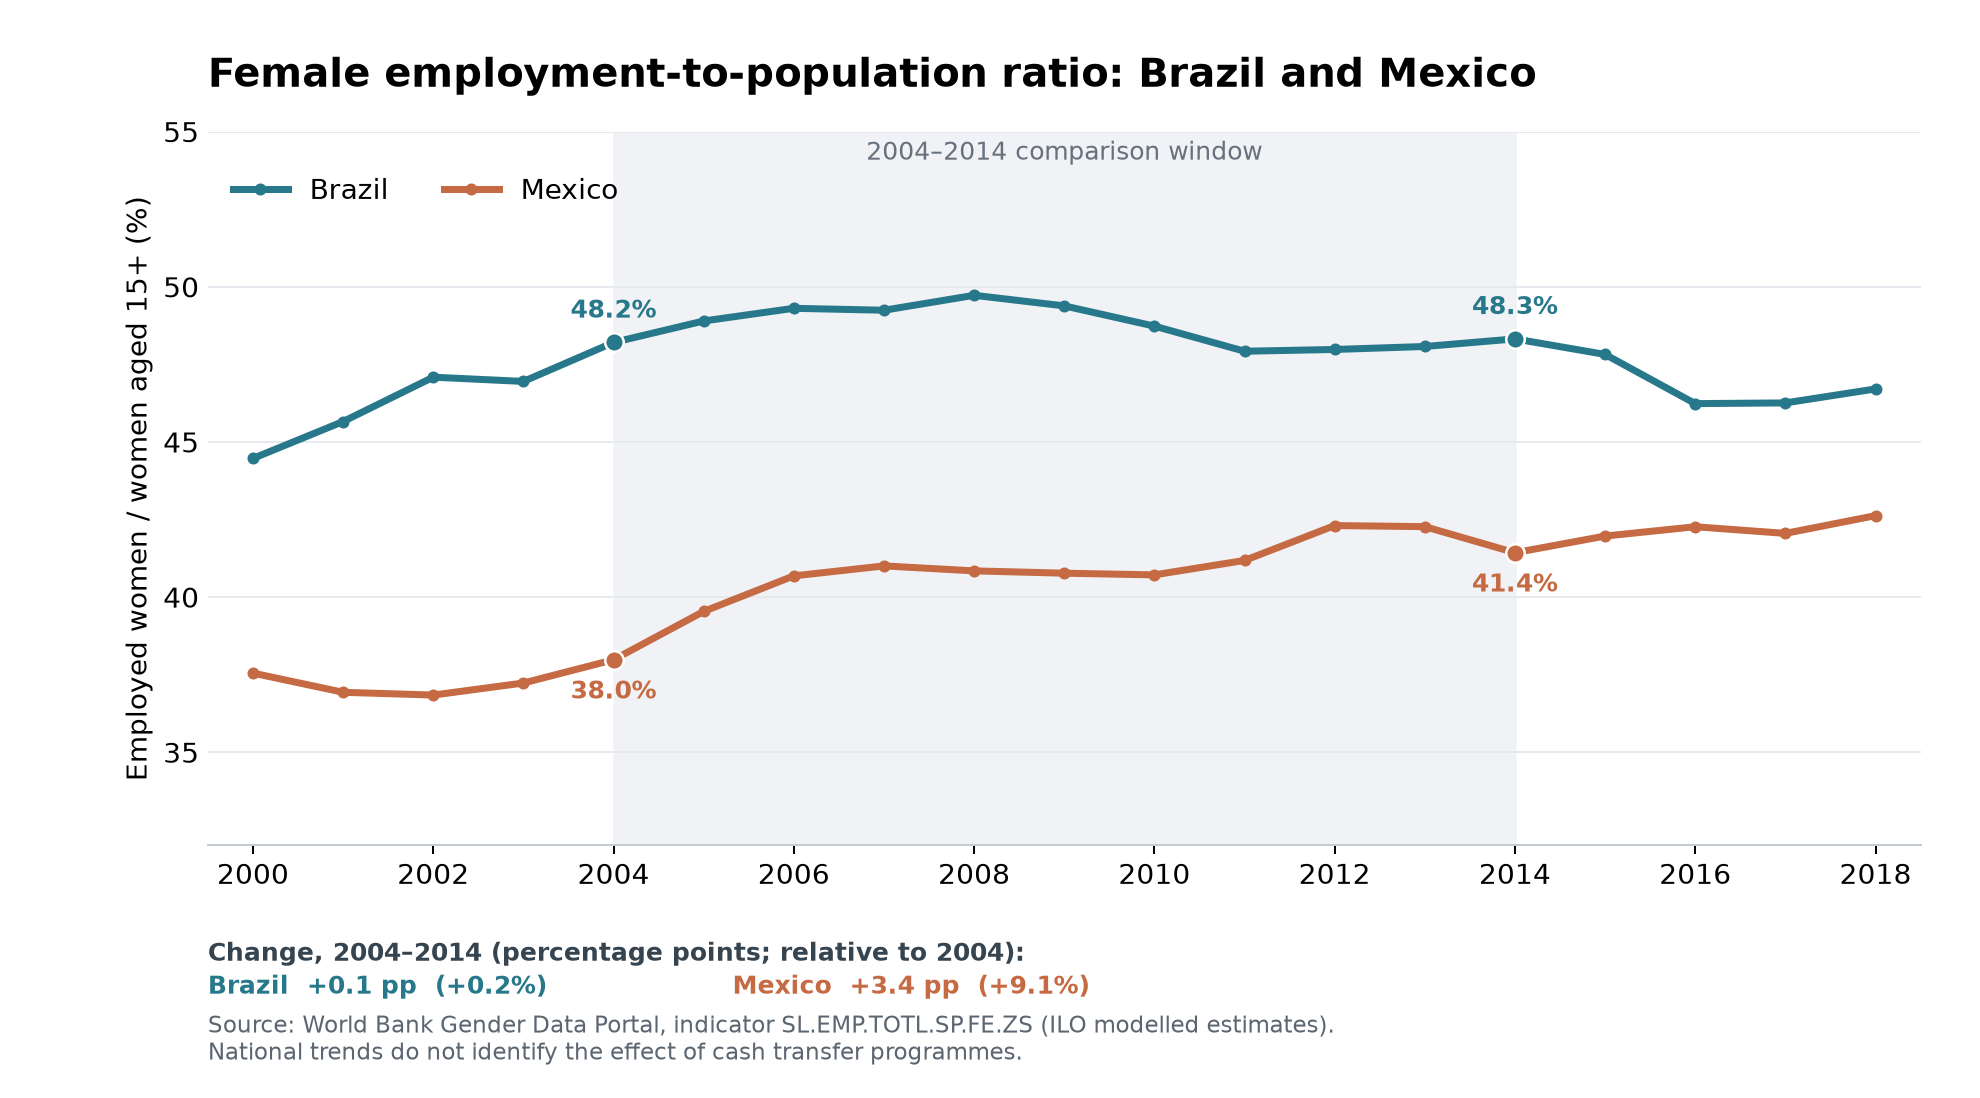 Female employment-to-population ratio: Brazil and Mexico
55
2004–2014 comparison window
Brazil Mexico
Employed women / women aged 15+ (%)
50
48.2%
48.3%
45
40
41.4%
38.0%
35
2000 2002 2004 2006 2008 2010 2012 2014 2016 2018
Change, 2004–2014 (percentage points; relative to 2004):
Brazil +0.1 pp (+0.2%) Mexico +3.4 pp (+9.1%)
Source: World Bank Gender Data Portal, indicator SL.EMP.TOTL.SP.FE.ZS (ILO modelled estimates).
National trends do not identify the effect of cash transfer programmes.